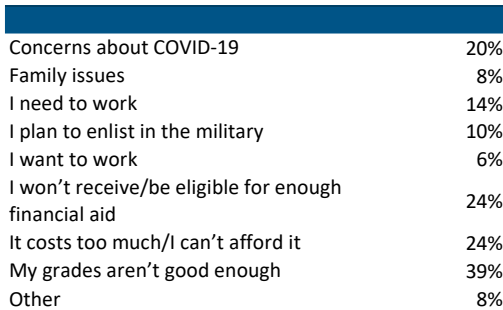 Concerns about COVID-19 20%
Family issues 8%
I need to work 14%
I plan to enlist in the military 10%
I want to work 6%
I won’t receive/be eligible for enough
financial aid 24%
It costs too much/I can’t afford it 24%
My grades aren’t good enough 39%
Other 8%